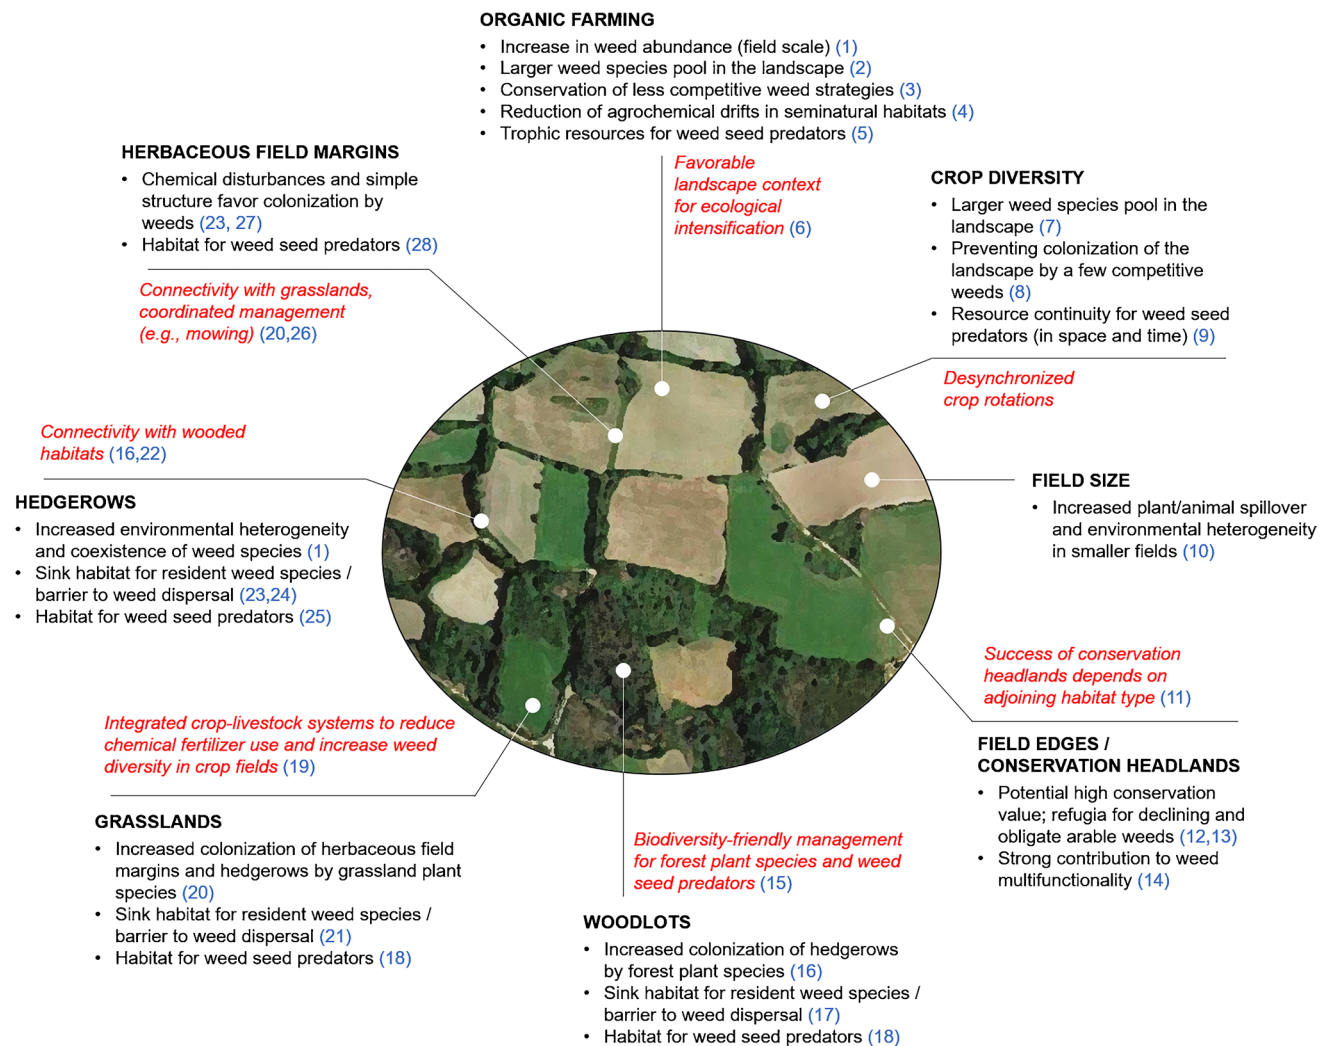 ORGANIC FARMING
• Increase in weed abundance (field scale) (1)
• Larger weed species pool in the landscape (2)
• Conservation of less competitive weed strategies (3)
• Reduction of agrochemical drifts in seminatural habitats (4)
• Trophic resources for weed seed predators (5)
Favorable
landscape context
for ecological
intensification (6)
HERBACEOUS FIELD MARGINS
• Chemical disturbances and simple
structure favor colonization by
weeds (23, 27)
• Habitat for weed seed predators (28)
Connectivity with grasslands,
coordinated management
(e.g., mowing) (20,26)
CROP DIVERSITY
• Larger weed species pool in the
landscape (7)
• Preventing colonization of the
landscape by a few competitive
weeds (8)
• Resource continuity for weed seed
predators (in space and time) (9)
Desynchronized
crop rotations
Connectivity with wooded
habitats (16,22)
HEDGEROWS
• Increased environmental heterogeneity
and coexistence of weed species (1)
• Sink habitat for resident weed species /
barrier to weed dispersal (23,24)
• Habitat for weed seed predators (25)
FIELD SIZE
• Increased plant/animal spillover
and environmental heterogeneity
in smaller fields (10)
Success of conservation
headlands depends on
adjoining habitat type (11)
FIELD EDGES /
CONSERVATION HEADLANDS
• Potential high conservation
value; refugia for declining and
obligate arable weeds (12,13)
• Strong contribution to weed
multifunctionality (14)
Integrated crop-livestock systems to reduce
chemical fertilizer use and increase weed
diversity in crop fields (19)
GRASSLANDS
• Increased colonization of herbaceous field
margins and hedgerows by grassland plant
species (20)
• Sink habitat for resident weed species /
barrier to weed dispersal (21)
• Habitat for weed seed predators (18)
Biodiversity-friendly management
for forest plant species and weed
seed predators (15)
WOODLOTS
• Increased colonization of hedgerows
by forest plant species (16)
• Sink habitat for resident weed species /
barrier to weed dispersal (17)
• Habitat for weed seed predators (18)